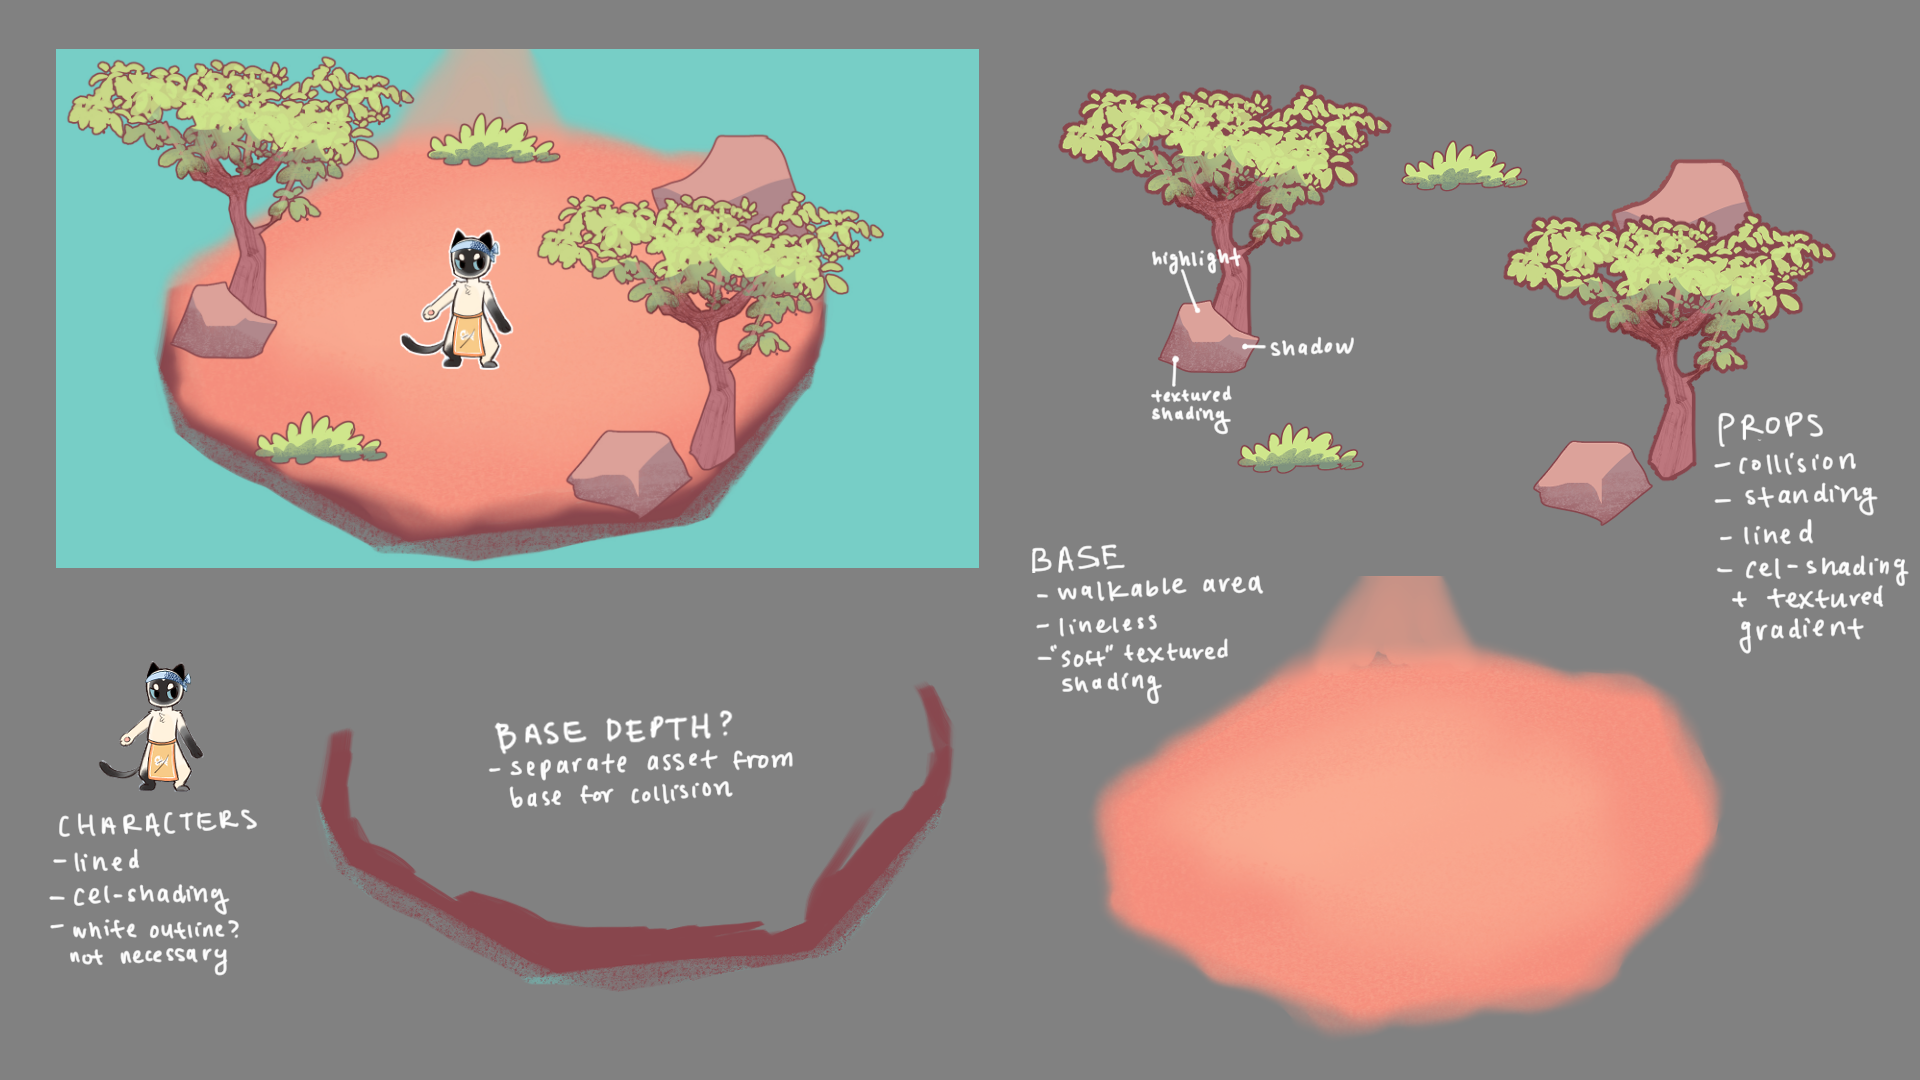 highlight
shadow
textured
shading
PROPS
- collision
- standing
- lined
- cel-shading
+ textured
gradient
BASE
- walkable area
- lineless
- "soft" textured
shading
BASE DEPTH?
- separate asset from
base for collision
CHARACTERS
- lined
- cel-shading
- white outline?
not necessary